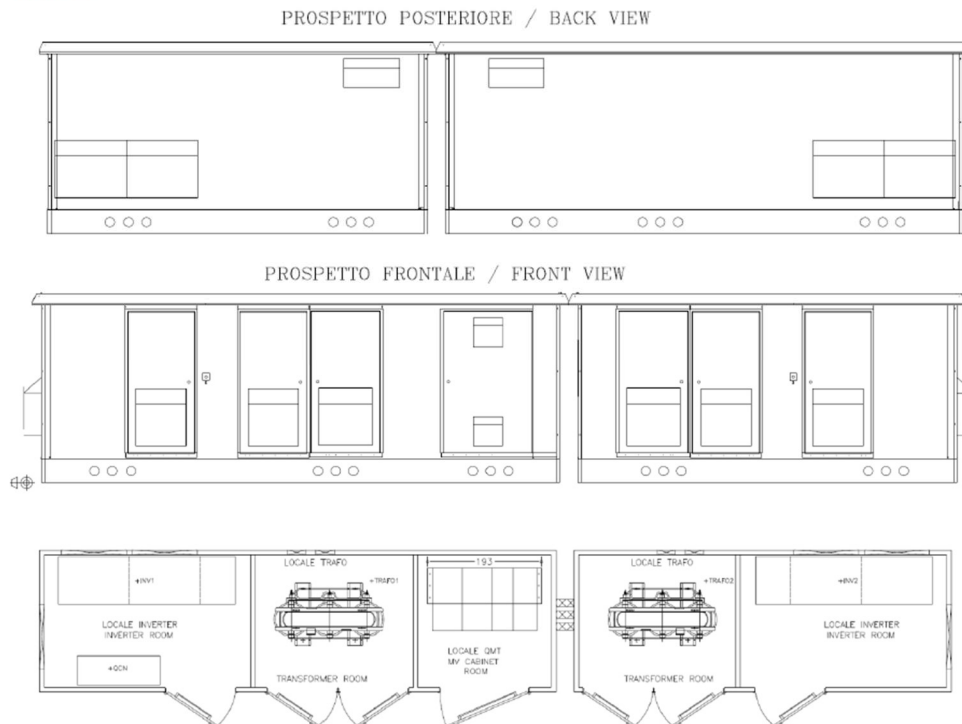 PROSPETTO POSTERIORE / BACK VIEW
PROSPETTO FRONTALE / FRONT VIEW
LOCALE TRAFO
193
LOCALE TRAFO
+INV1
+TRAFO1
+TRAFO2
+INV2
LOCALE INVERTER
INVERTER ROOM
LOCALE QMT
MV CABINET
ROOM
LOCALE INVERTER
INVERTER ROOM
+QCN
TRANSFORMER ROOM
TRANSFORMER ROOM